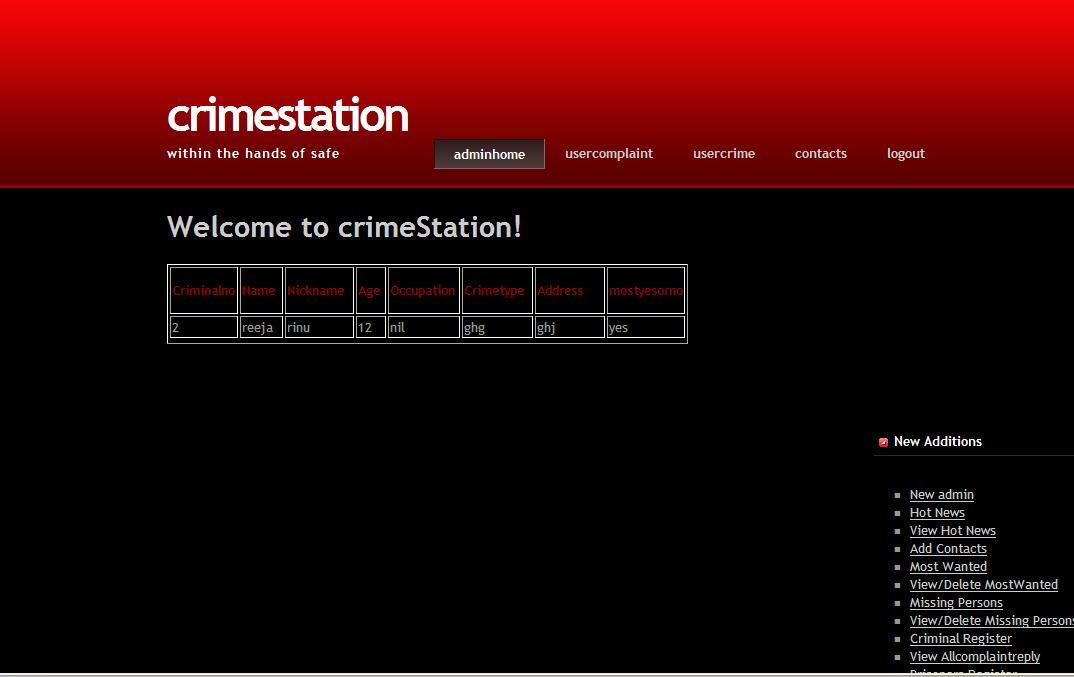 crimestation
within the hands of safe
adminhome usercomplaint usercrime contacts logout
Welcome to crimeStation!
Criminalno Name Nickname Age Occupation Crimetype Address mostyesorno
2 reeja rinu 12 nil ghg ghj yes
New Additions
New admin
Hot News
View Hot News
Add Contacts
Most Wanted
View/Delete MostWanted
Missing Persons
View/Delete Missing Persons
Criminal Register
View Allcomplaintreply